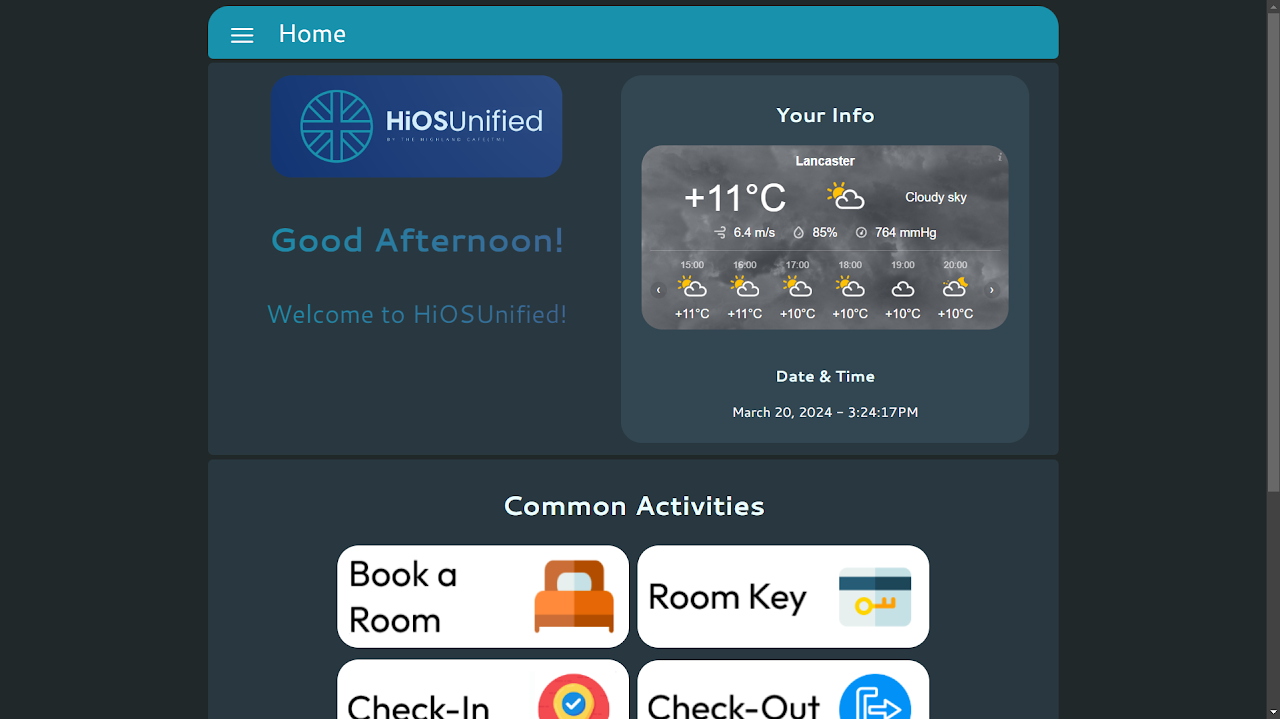 Home
HiOSUnified
BY THE HIGHLAND CATS(TM)
Good Afternoon!
Welcome to HiOSUnified!
Your Info
Lancaster
i
+11°C
Cloudy sky
6.4 m/s 85% 764 mmHg
15:00 16:00 17:00 18:00 19:00 20:00
‹ ›
+11°C +11°C +10°C +10°C +10°C +10°C
Date & Time
March 20, 2024 - 3:24:17PM
Common Activities
Book a
Room
Room Key
Check-In
Check-Out